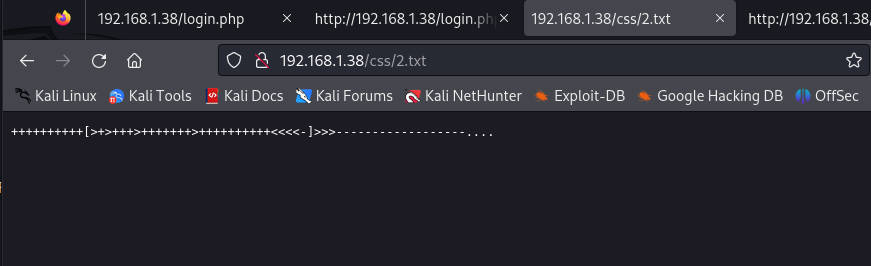 192.168.1.38/login.php
http://192.168.1.38/login.ph
192.168.1.38/css/2.txt
http://192.168.1.38/
192.168.1.38/css/2.txt
Kali Linux
Kali Tools
Kali Docs
Kali Forums
Kali NetHunter
Exploit-DB
Google Hacking DB
OffSec
++++++++++[>+>+++>+++++++>++++++++++<<<<-]>>>------------------....